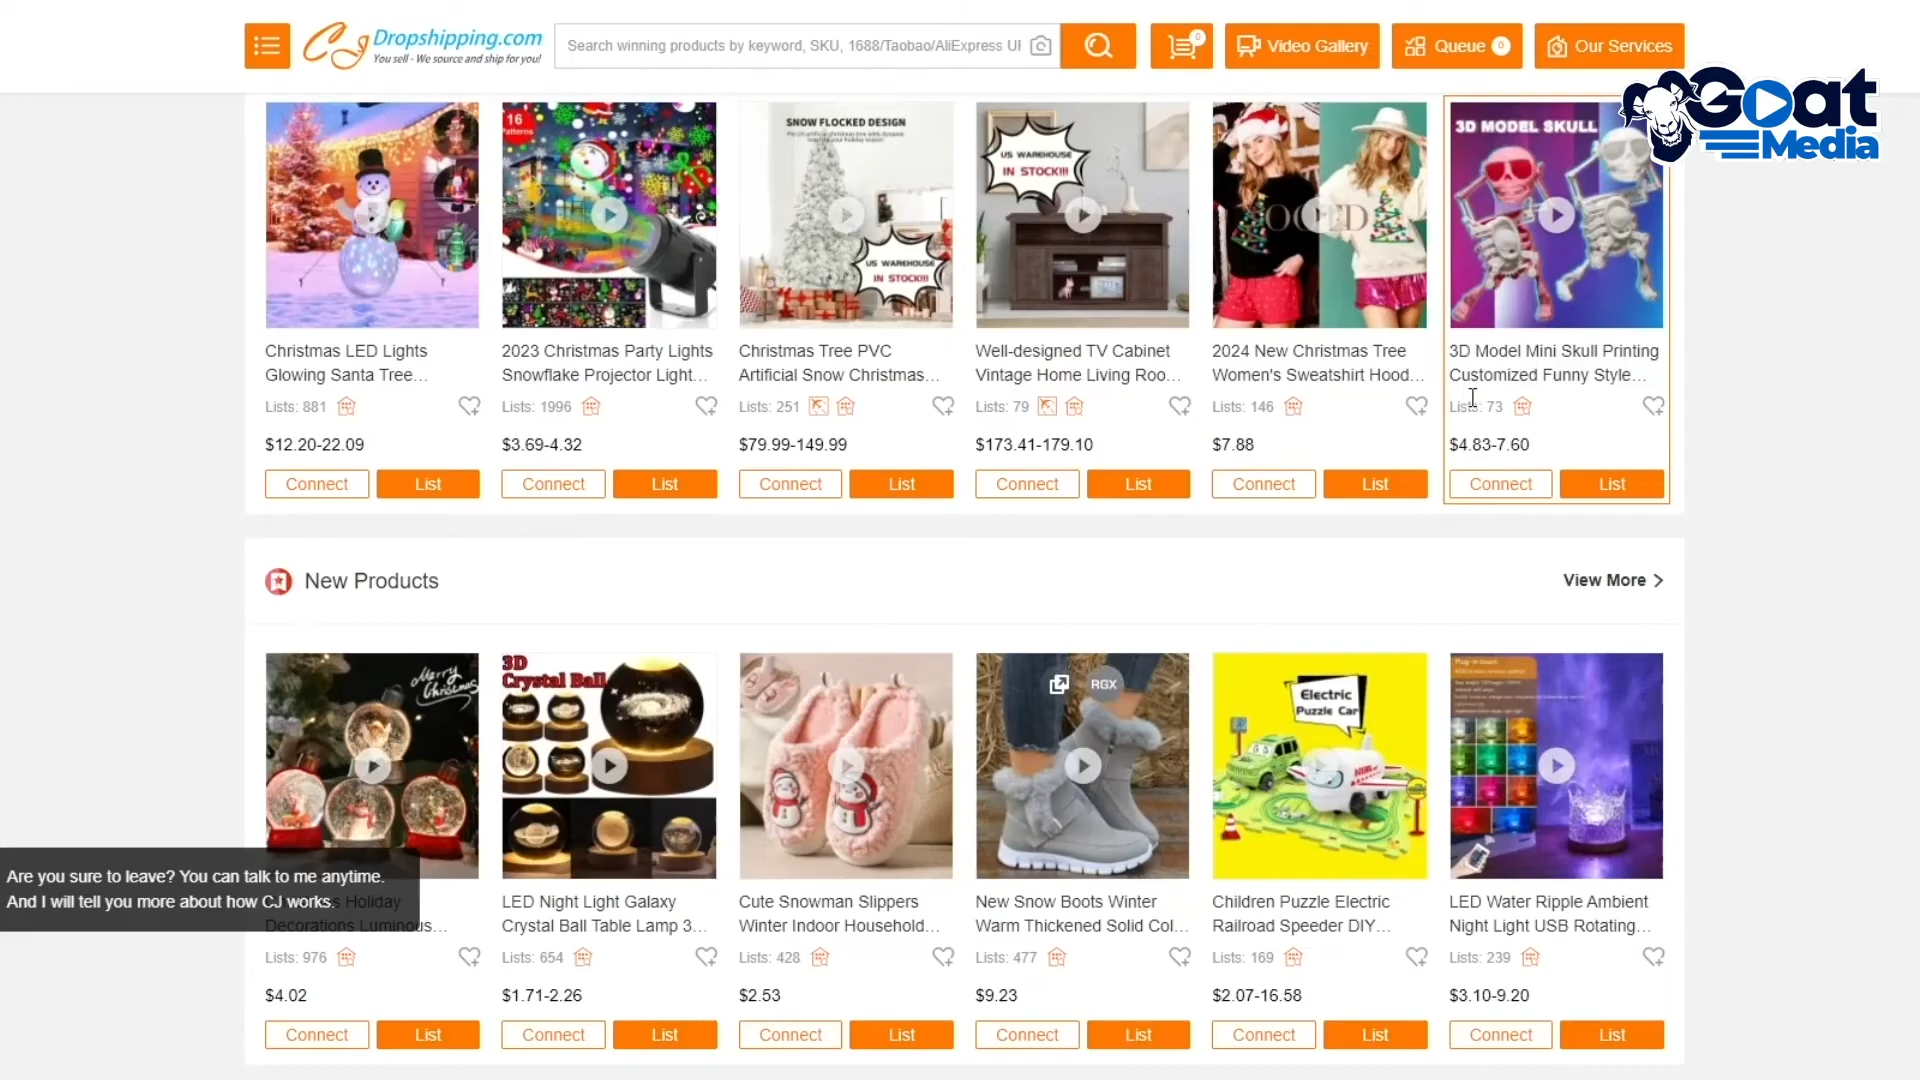 CJ Dropshipping.com
You sell - We source and ship for you!
Search winning products by keyword, SKU, 1688/Taobao/AliExpress
0
Video Gallery
Queue 0
Our Services
Goat
Media
16
Patterns
SNOW FLOCKED DESIGN
US WAREHOUSE
IN STOCK!!!
US WAREHOUSE
IN STOCK!!!
3D MODEL SKULL
Christmas LED Lights
Glowing Santa Tree...
Lists: 881
$12.20-22.09
Connect
List
2023 Christmas Party Lights
Snowflake Projector Light...
Lists: 1996
$3.69-4.32
Connect
List
Christmas Tree PVC
Artificial Snow Christmas...
Lists: 251
$79.99-149.99
Connect
List
Well-designed TV Cabinet
Vintage Home Living Roo...
Lists: 79
$173.41-179.10
Connect
List
2024 New Christmas Tree
Women's Sweatshirt Hood...
Lists: 146
$7.88
Connect
List
3D Model Mini Skull Printing
Customized Funny Style...
Lists: 73
$4.83-7.60
Connect
List
New Products
View More >
Merry
Christmas
3D
Crystal Ball
RGX
Electric
Puzzle Car
Are you sure to leave? You can talk to me anytime.
And I will tell you more about how CJ works.
Holiday
Decorations Luminous...
Lists: 976
$4.02
Connect
List
LED Night Light Galaxy
Crystal Ball Table Lamp 3...
Lists: 654
$1.71-2.26
Connect
List
Cute Snowman Slippers
Winter Indoor Household...
Lists: 428
$2.53
Connect
List
New Snow Boots Winter
Warm Thickened Solid Col...
Lists: 477
$9.23
Connect
List
Children Puzzle Electric
Railroad Speeder DIY...
Lists: 169
$2.07-16.58
Connect
List
LED Water Ripple Ambient
Night Light USB Rotating...
Lists: 239
$3.10-9.20
Connect
List